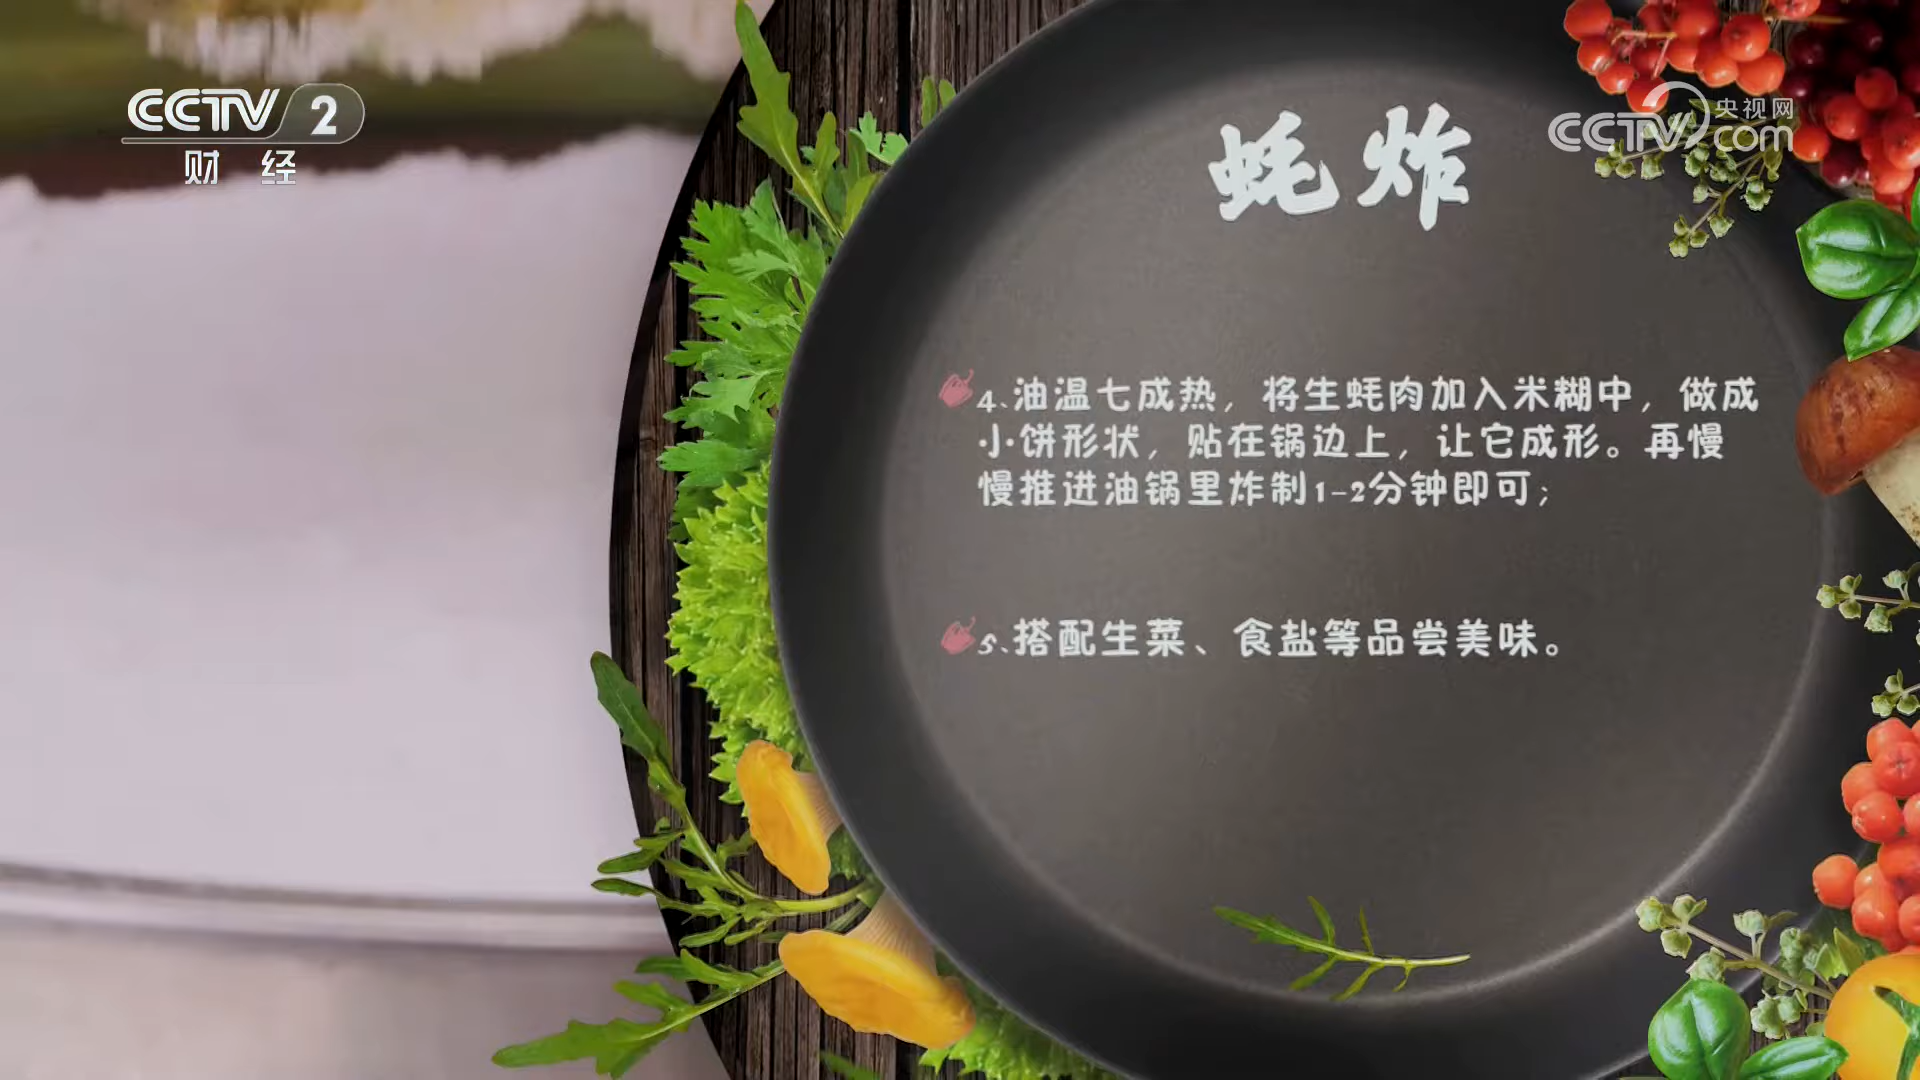 CCTV 2
财 经
央视网
CCTV.com
蚝炸
4、油温七成热，将生蚝肉加入米糊中，做成
小饼形状，贴在锅边上，让它成形。再慢
慢推进油锅里炸制1-2分钟即可；
5、搭配生菜、食盐等品尝美味。